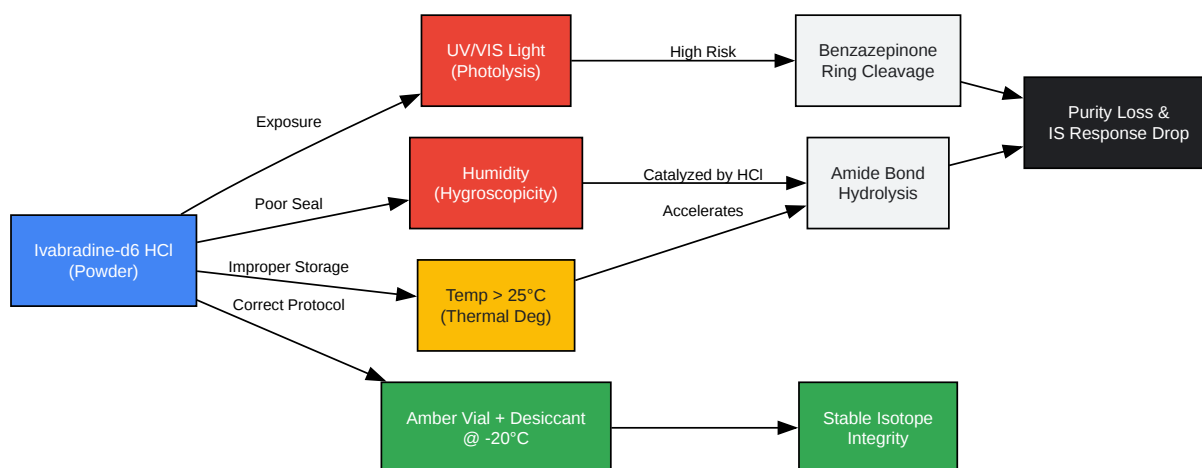 Ivabradine-d6 HCl
(Powder)
Exposure
Poor Seal
Improper Storage
Correct Protocol
UV/VIS Light
(Photolysis)
Humidity
(Hygroscopicity)
Temp > 25°C
(Thermal Deg)
Amber Vial + Desiccant
@ -20°C
High Risk
Catalyzed by HCl
Accelerates
Benzazepinone
Ring Cleavage
Amide Bond
Hydrolysis
Stable Isotope
Integrity
Purity Loss &
IS Response Drop